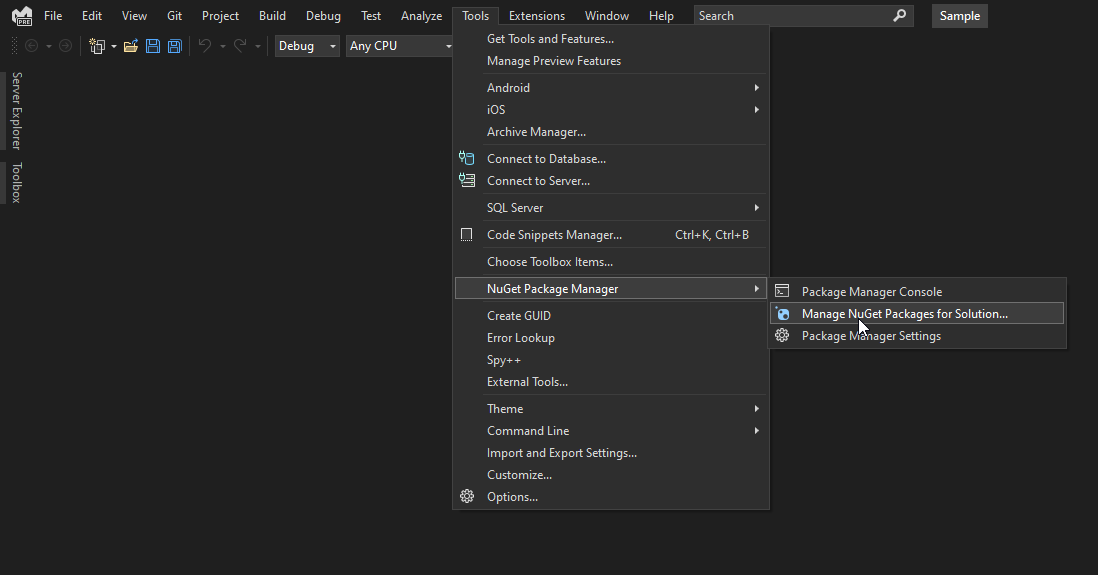 PRE
File Edit View Git Project Build Debug Test Analyze Tools Extensions Window Help Search Sample
Debug Any CPU
Server Explorer
Toolbox
Get Tools and Features...
Manage Preview Features
Android
iOS
Archive Manager...
Connect to Database...
Connect to Server...
SQL Server
Code Snippets Manager... Ctrl+K, Ctrl+B
Choose Toolbox Items...
NuGet Package Manager
Create GUID
Error Lookup
Spy++
External Tools...
Theme
Command Line
Import and Export Settings...
Customize...
Options...
Package Manager Console
Manage NuGet Packages for Solution...
Package Manager Settings